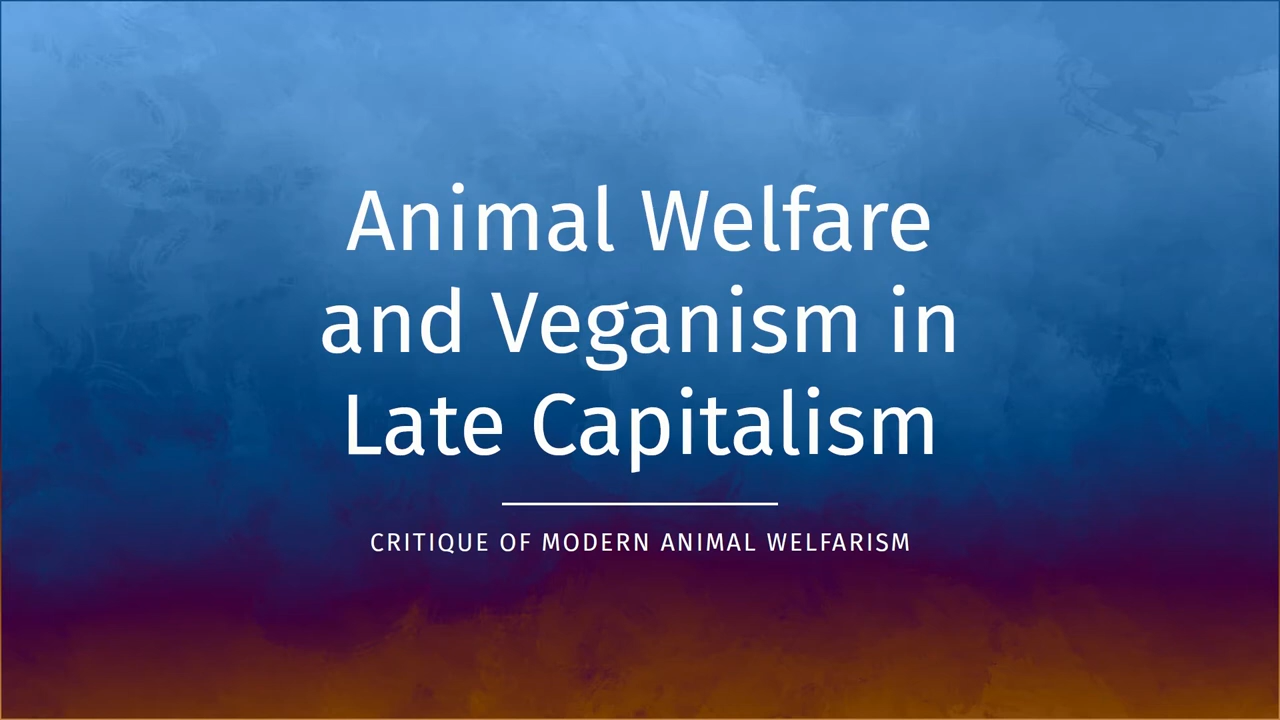 Animal Welfare
and Veganism in
Late Capitalism
CRITIQUE OF MODERN ANIMAL WELFARISM